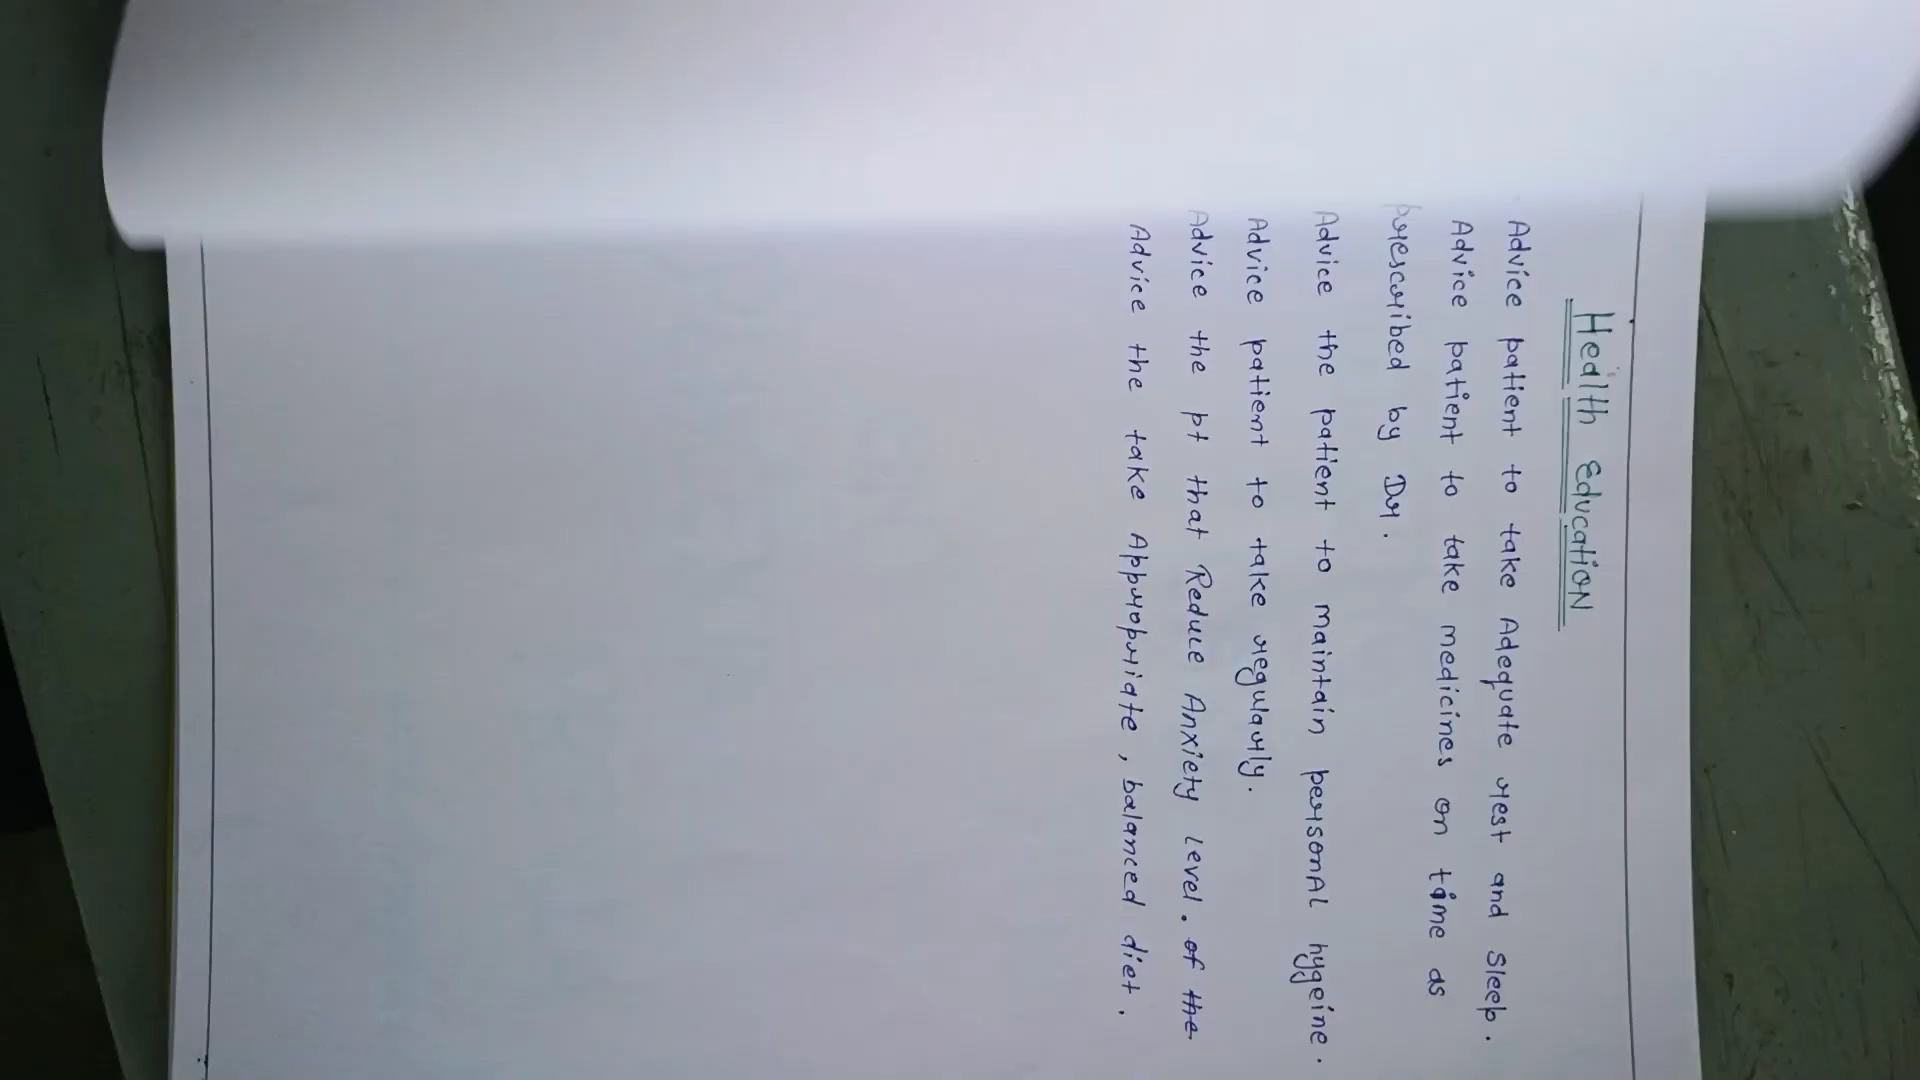 Health Education
Advice patient to take Adequate rest and sleep.
Advice patient to take medicines on time as
prescribed by Dr.
Advice the patient to maintain personAl hygeine.
Advice patient to take regularly.
Advice the pt that Reduce Anxiety Level. of the
Advice the take Appropriate, balanced diet.